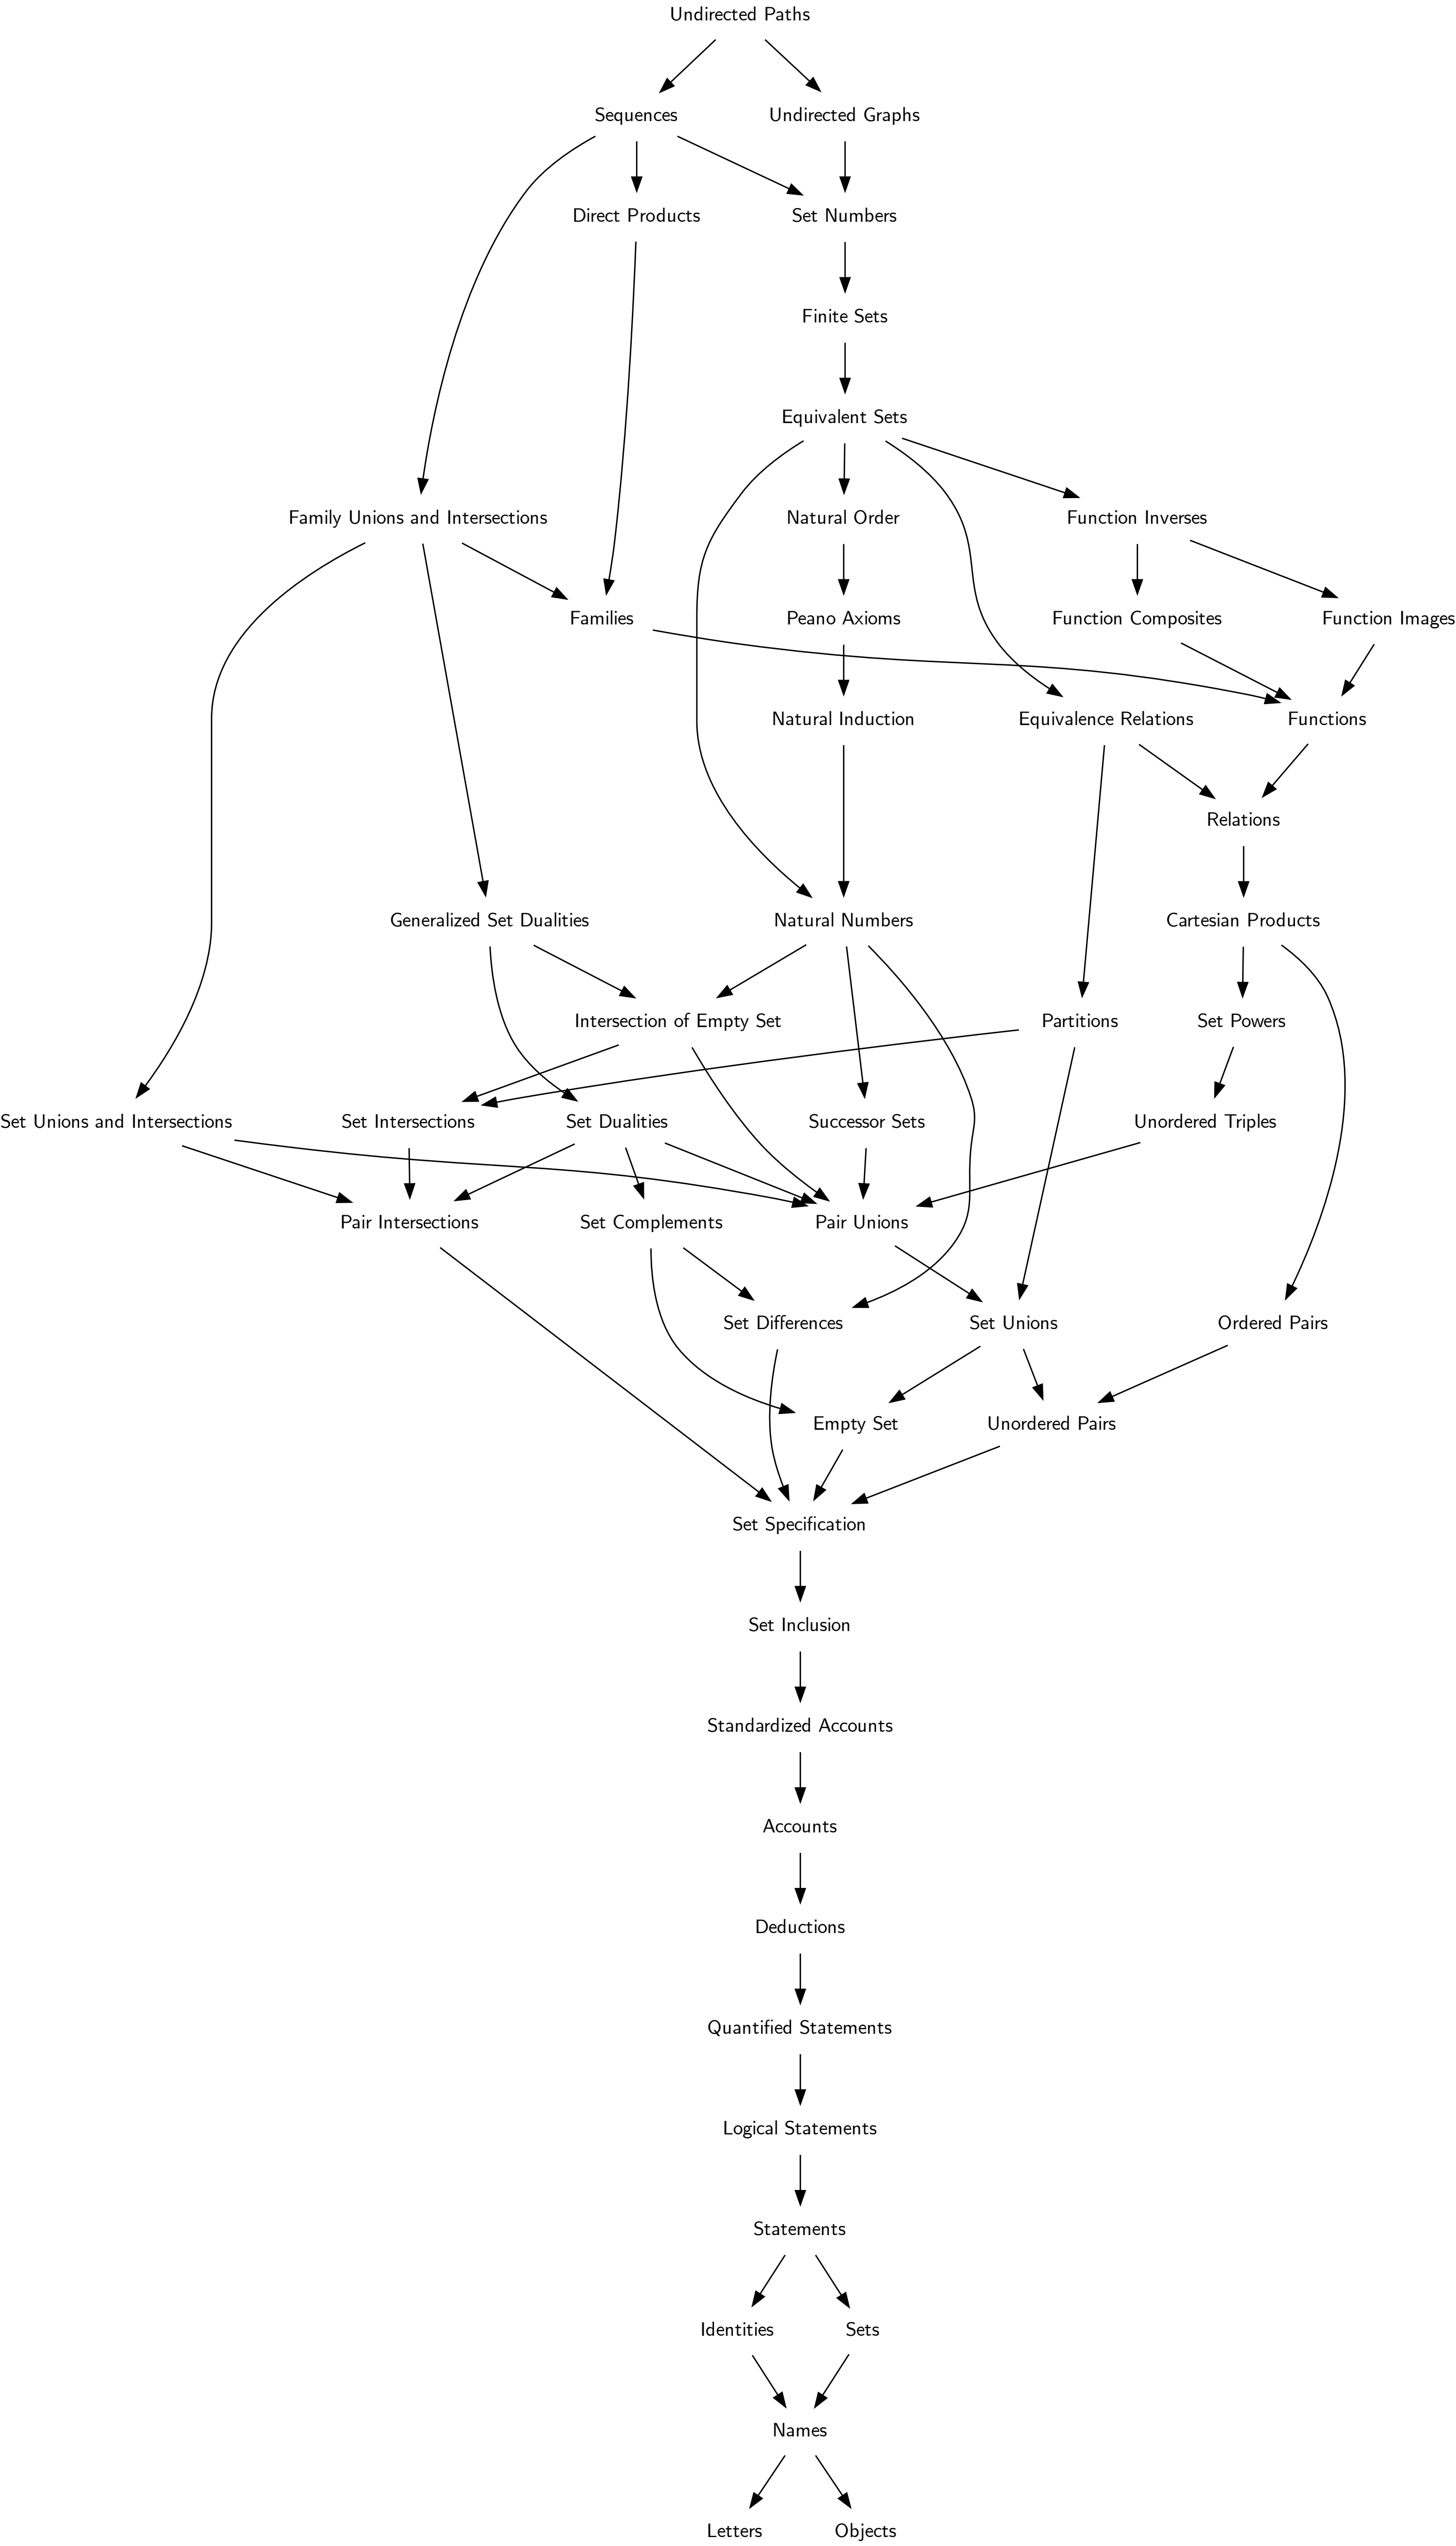 Undirected Paths
Sequences
Undirected Graphs
Direct Products
Set Numbers
Finite Sets
Equivalent Sets
Family Unions and Intersections
Natural Order
Function Inverses
Families
Peano Axioms
Function Composites
Function Images
Natural Induction
Equivalence Relations
Functions
Relations
Generalized Set Dualities
Natural Numbers
Cartesian Products
Intersection of Empty Set
Partitions
Set Powers
Set Unions and Intersections
Set Intersections
Set Dualities
Successor Sets
Unordered Triples
Pair Intersections
Set Complements
Pair Unions
Set Differences
Set Unions
Ordered Pairs
Empty Set
Unordered Pairs
Set Specification
Set Inclusion
Standardized Accounts
Accounts
Deductions
Quantified Statements
Logical Statements
Statements
Identities
Sets
Names
Letters
Objects